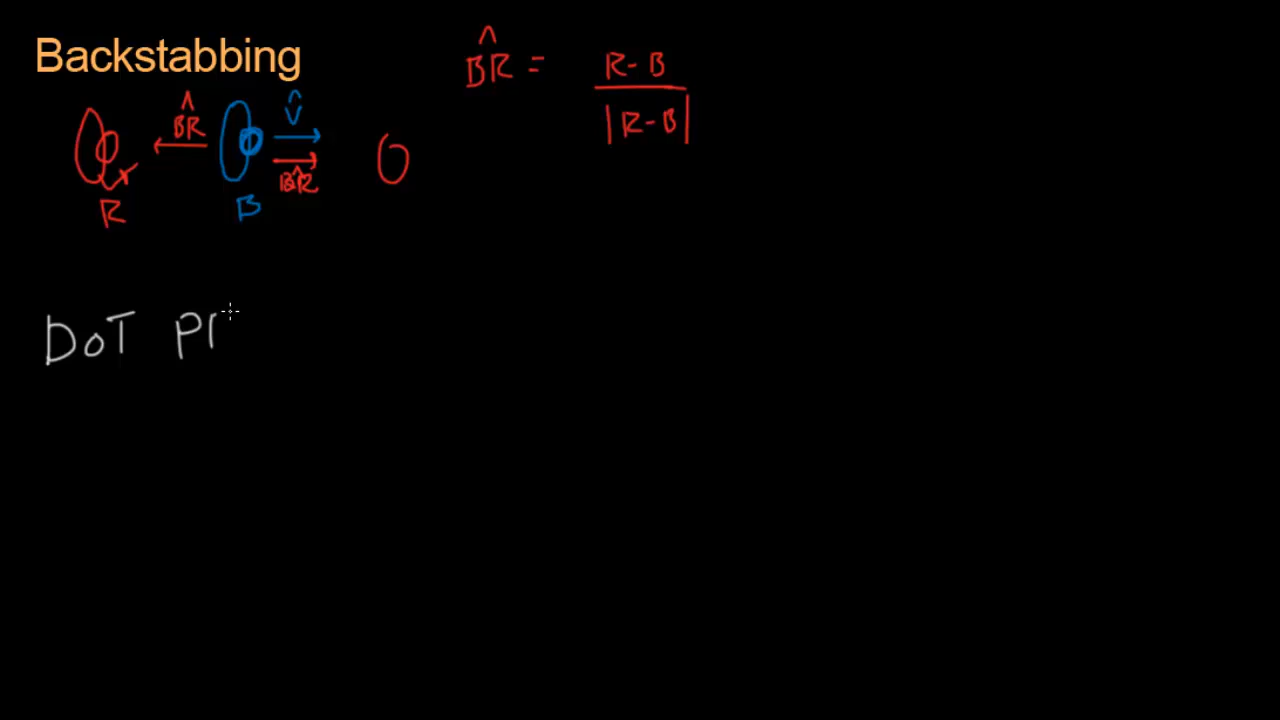 Backstabbing
^
BR = R - B
|R - B|
^
BR
^
V
^
BR
R
B
DOT Pr